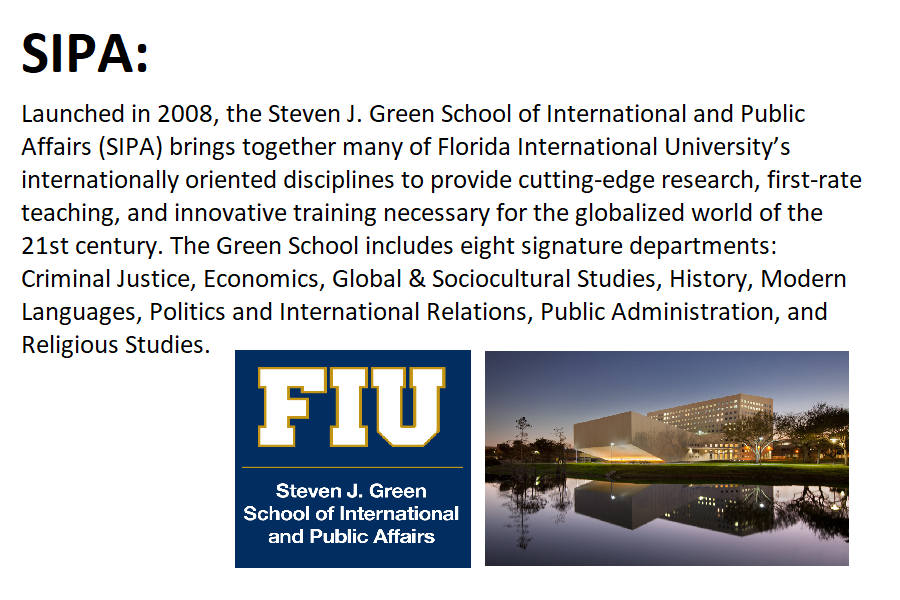 SIPA:
Launched in 2008, the Steven J. Green School of International and Public
Affairs (SIPA) brings together many of Florida International University’s
internationally oriented disciplines to provide cutting-edge research, first-rate
teaching, and innovative training necessary for the globalized world of the
21st century. The Green School includes eight signature departments:
Criminal Justice, Economics, Global & Sociocultural Studies, History, Modern
Languages, Politics and International Relations, Public Administration, and
Religious Studies.
FIU
Steven J. Green
School of International
and Public Affairs